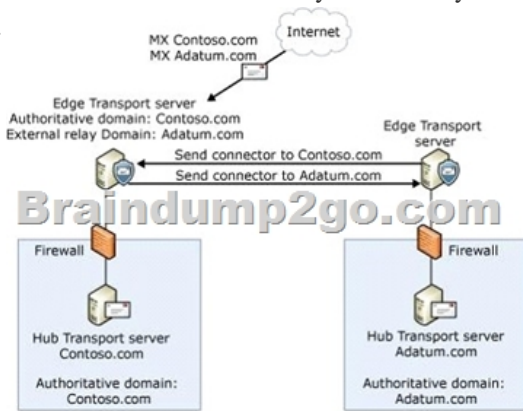 Internet
MX Contoso.com
MX Adatum.com
Edge Transport server
Authoritative domain: Contoso.com
External relay Domain: Adatum.com
Edge Transport
server
Send connector to Contoso.com
Send connector to Adatum.com
Braindump2go.com
Firewall
Firewall
Hub Transport server
Contoso.com
Authoritative domain:
Contoso.com
Hub Transport server
Adatum.com
Authoritative domain:
Adatum.com